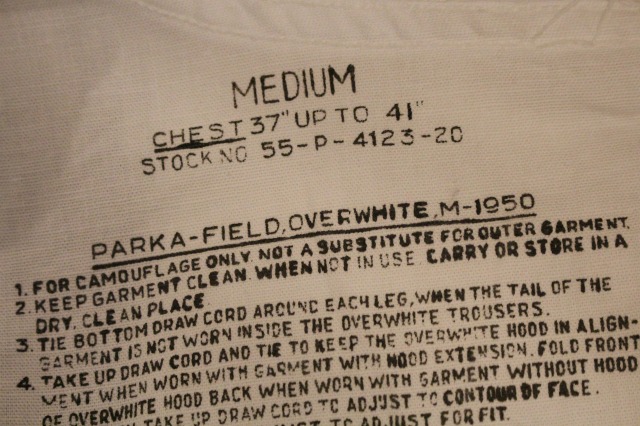 MEDIUM
CHEST 37" UP TO 41"
STOCK NO 55-P-4123-20
PARKA-FIELD, OVERWHITE, M-1950
1. FOR CAMOUFLAGE ONLY. NOT A SUBSTITUTE FOR OUTER GARMENT.
2. KEEP GARMENT CLEAN. WHEN NOT IN USE CARRY OR STORE IN A
DRY, CLEAN PLACE.
3. TIE BOTTOM DRAW CORD AROUND EACH LEG, WHEN THE TAIL OF THE
GARMENT IS NOT WORN INSIDE THE OVERWHITE TROUSERS.
4. TAKE UP DRAW CORD AND TIE TO KEEP THE OVERWHITE HOOD IN ALIGN-
MENT WHEN WORN WITH GARMENT WITH HOOD EXTENSION. FOLD FRONT
OF OVERWHITE HOOD BACK WHEN WORN WITH GARMENT WITHOUT HOOD
TAKE UP DRAW CORD TO ADJUST TO CONTOUR OF FACE.
TO ADJUST FOR FIT.